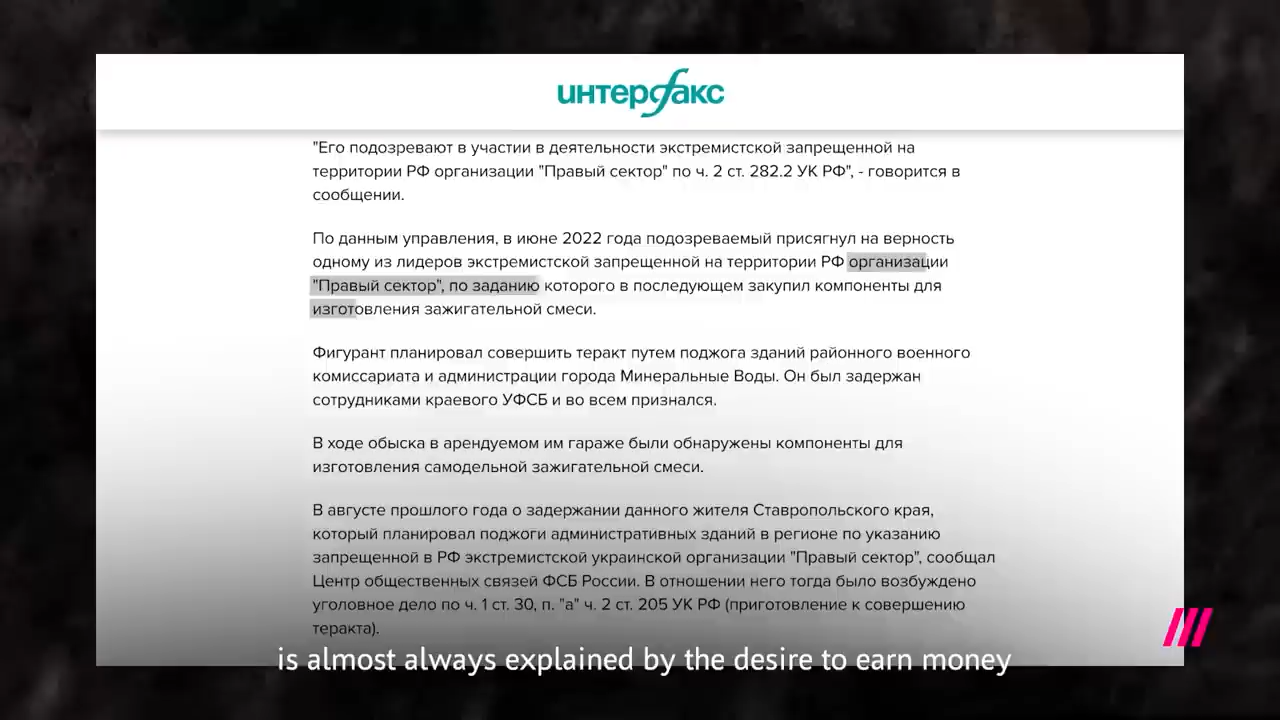 интерфакс
"Его подозревают в участии в деятельности экстремистской запрещенной на
территории РФ организации "Правый сектор" по ч. 2 ст. 282.2 УК РФ", - говорится в
сообщении.
По данным управления, в июне 2022 года подозреваемый присягнул на верность
одному из лидеров экстремистской запрещенной на территории РФ организации
"Правый сектор", по заданию которого в последующем закупил компоненты для
изготовления зажигательной смеси.
Фигурант планировал совершить теракт путем поджога зданий районного военного
комиссариата и администрации города Минеральные Воды. Он был задержан
сотрудниками краевого УФСБ и во всем признался.
В ходе обыска в арендуемом им гараже были обнаружены компоненты для
изготовления самодельной зажигательной смеси.
В августе прошлого года о задержании данного жителя Ставропольского края,
который планировал поджоги административных зданий в регионе по указанию
запрещенной в РФ экстремистской украинской организации "Правый сектор", сообщал
Центр общественных связей ФСБ России. В отношении него тогда было возбуждено
уголовное дело по ч. 1 ст. 30, п. "а" ч. 2 ст. 205 УК РФ (приготовление к совершению
теракта).
is almost always explained by the desire to earn money